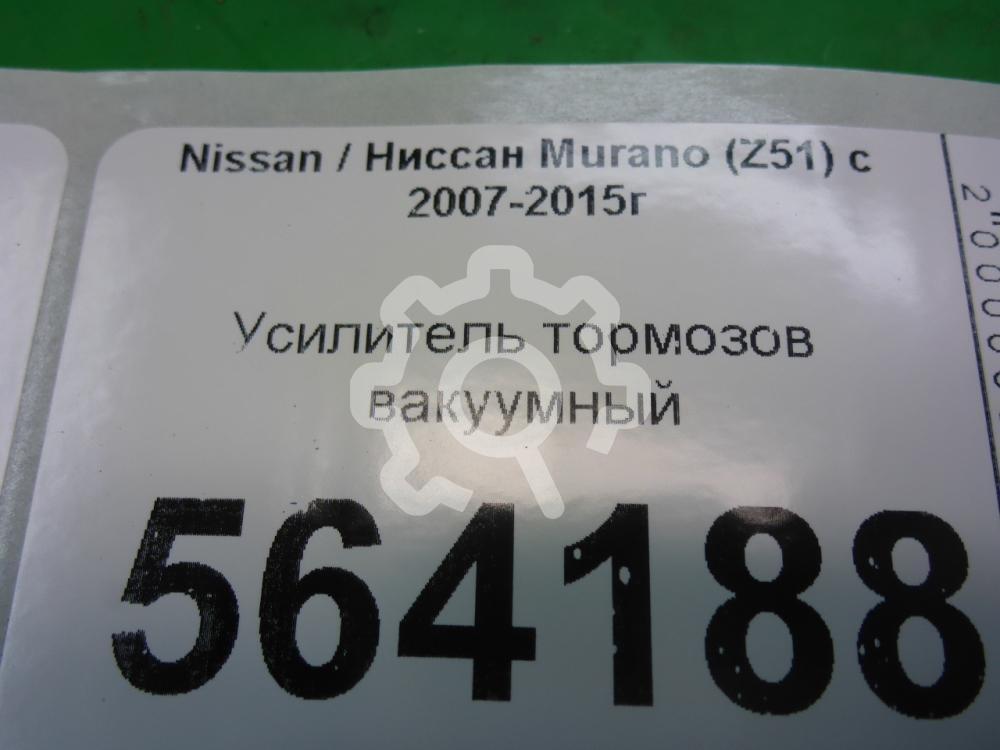 Nissan / Ниссан Murano (Z51) с
2007-2015г
Усилитель тормозов
вакуумный
564188